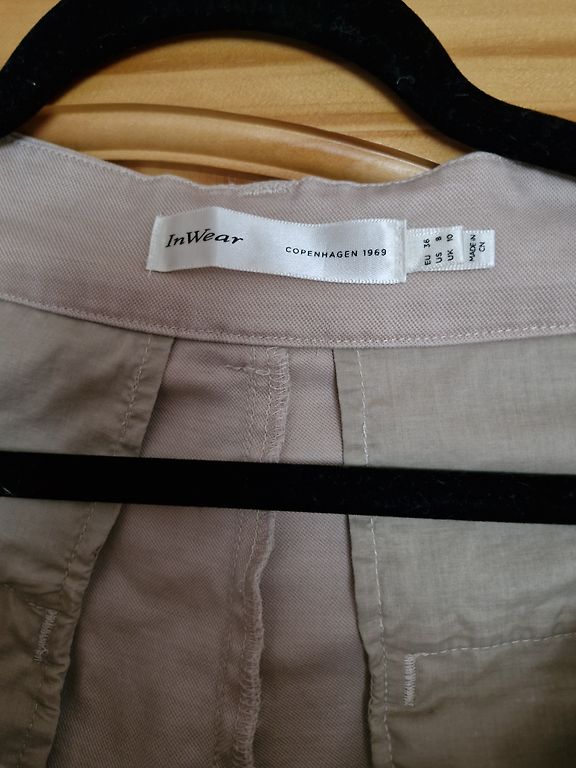 InWear
COPENHAGEN 1969
EU 36
US 8
UK 10
MADE IN
CN